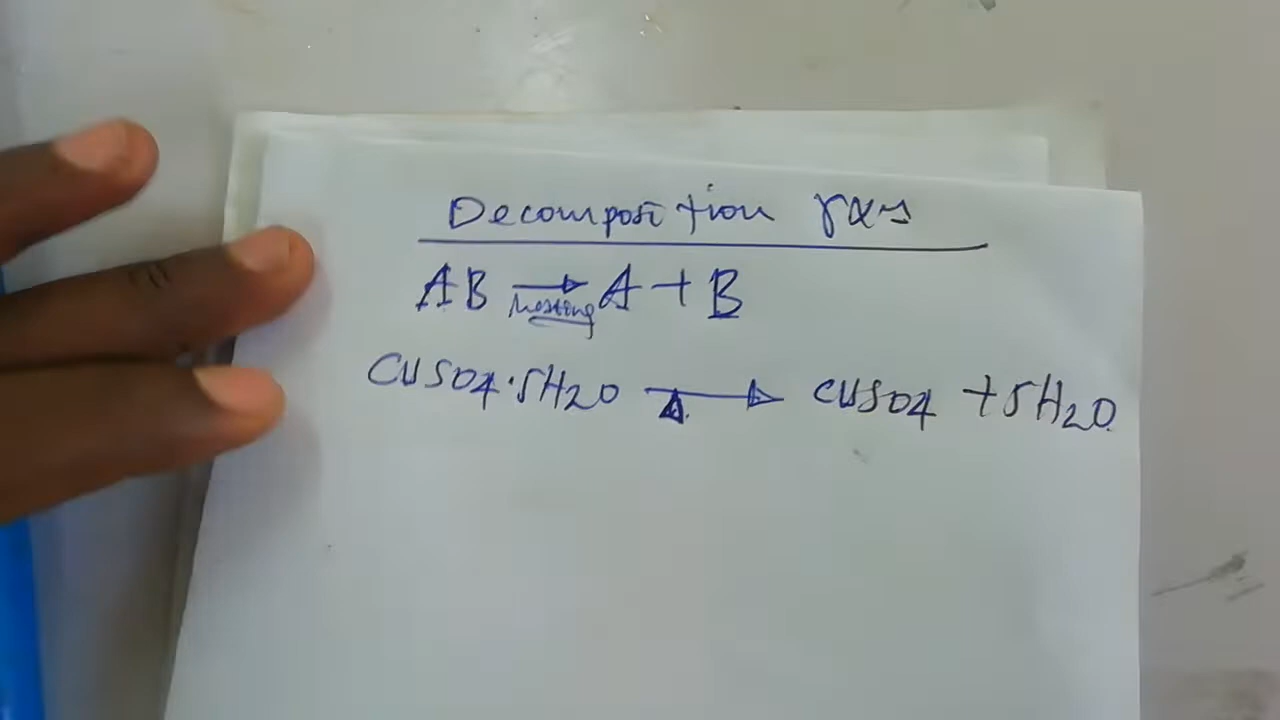 Decomposition rxns
AB → A + B
heating
CuSO4·5H2O → CuSO4 + 5H2O
Δ